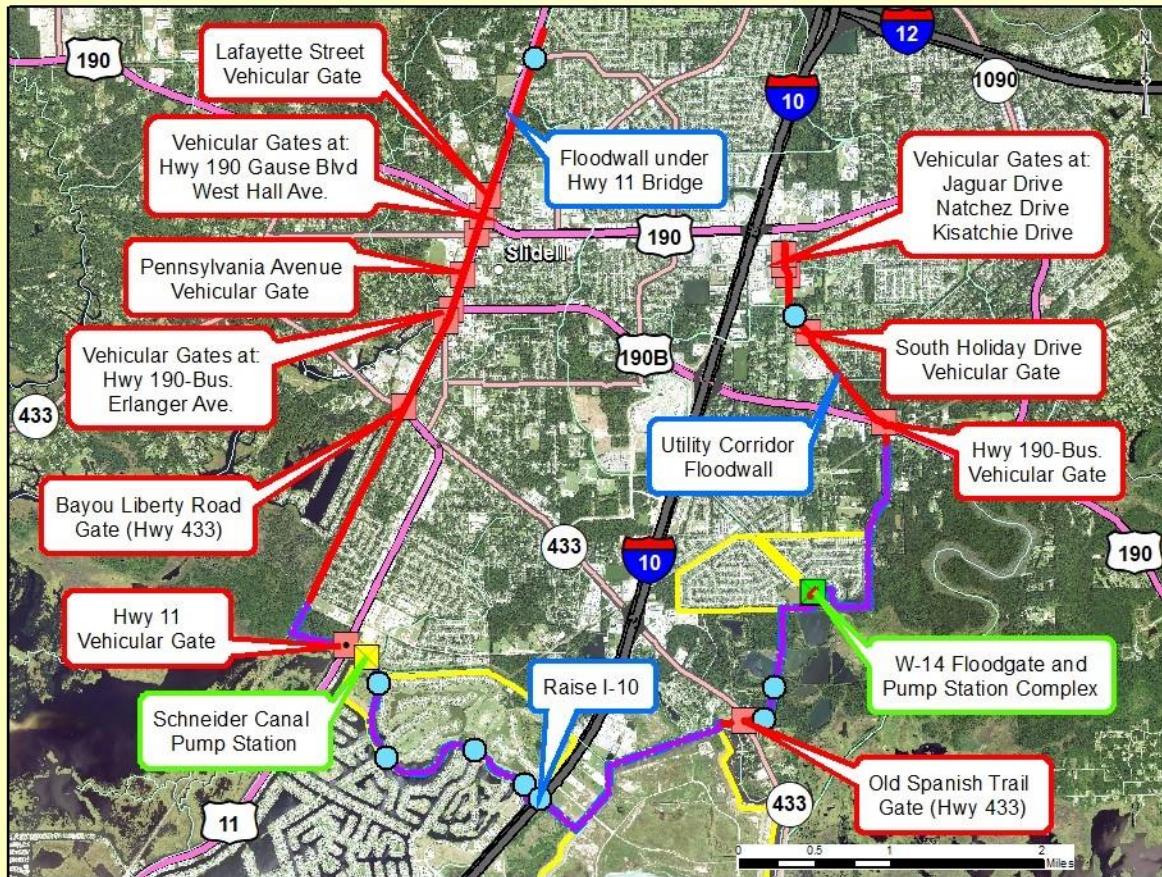 190
Lafayette Street
Vehicular Gate
10
12
1090
N
Vehicular Gates at:
Hwy 190 Gause Blvd
West Hall Ave.
Floodwall under
Hwy 11 Bridge
Vehicular Gates at:
Jaguar Drive
Natchez Drive
Kisatchie Drive
190
Slidell
Pennsylvania Avenue
Vehicular Gate
Vehicular Gates at:
Hwy 190-Bus.
Erlanger Ave.
190B
South Holiday Drive
Vehicular Gate
433
Utility Corridor
Floodwall
Hwy 190-Bus.
Vehicular Gate
Bayou Liberty Road
Gate (Hwy 433)
433
10
190
Hwy 11
Vehicular Gate
Raise I-10
W-14 Floodgate and
Pump Station Complex
Schneider Canal
Pump Station
11
433
Old Spanish Trail
Gate (Hwy 433)
0 0.5 1 2
Miles